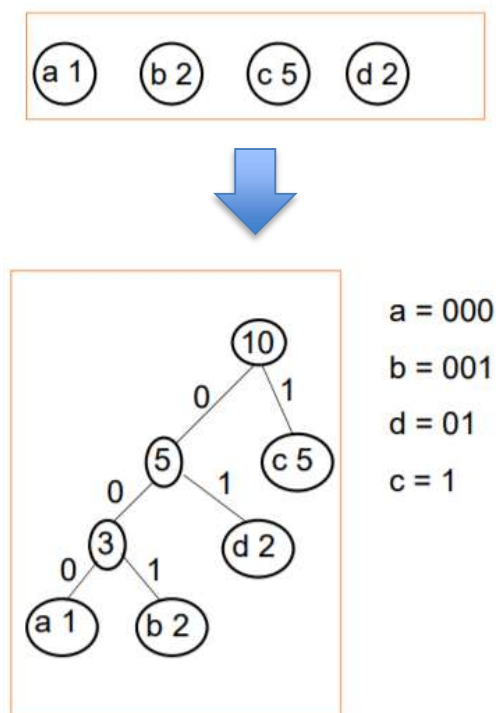 a 1 b 2 c 5 d 2
10
0 1
5 c 5
0 1
3 d 2
0 1
a 1 b 2
a = 000
b = 001
d = 01
c = 1